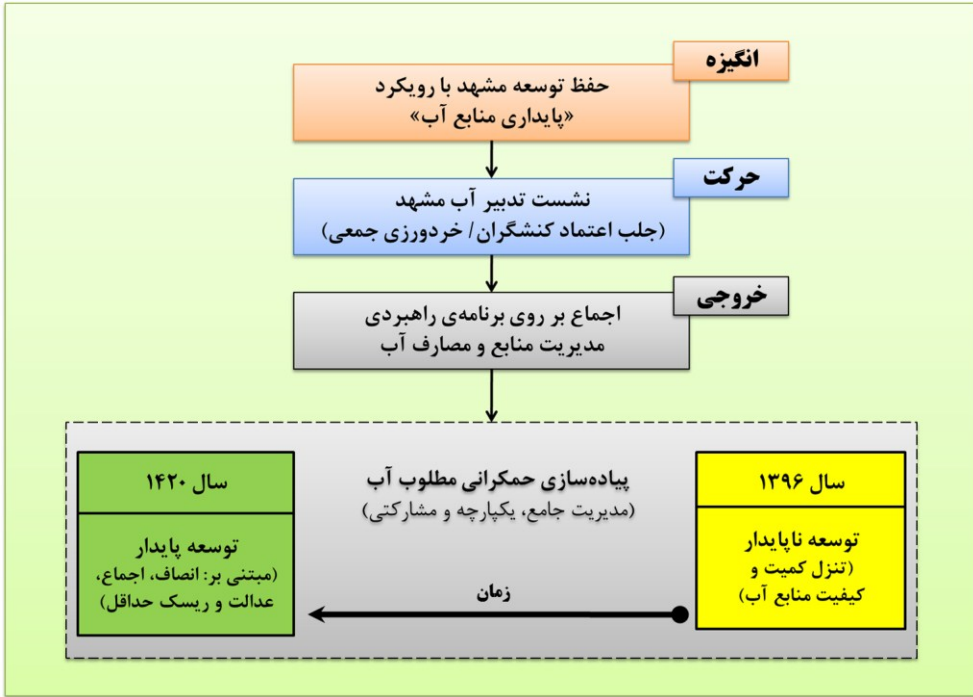 انگیزه
حفظ توسعه مشهد با رویکرد
«پایداری منابع آب»
حرکت
نشست تدبیر آب مشهد
(جلب اعتماد کنشگران/ خردورزی جمعی)
خروجی
اجماع بر روی برنامه‌ی راهبردی
مدیریت منابع و مصارف آب
سال ۱۳۹۶
توسعه ناپایدار
(تنزل کمیت و
کیفیت منابع آب)
پیاده‌سازی حمکرانی مطلوب آب
(مدیریت جامع، یکپارچه و مشارکتی)
زمان
سال ۱۴۲۰
توسعه پایدار
(مبتنی بر: انصاف، اجماع،
عدالت و ریسک حداقل)